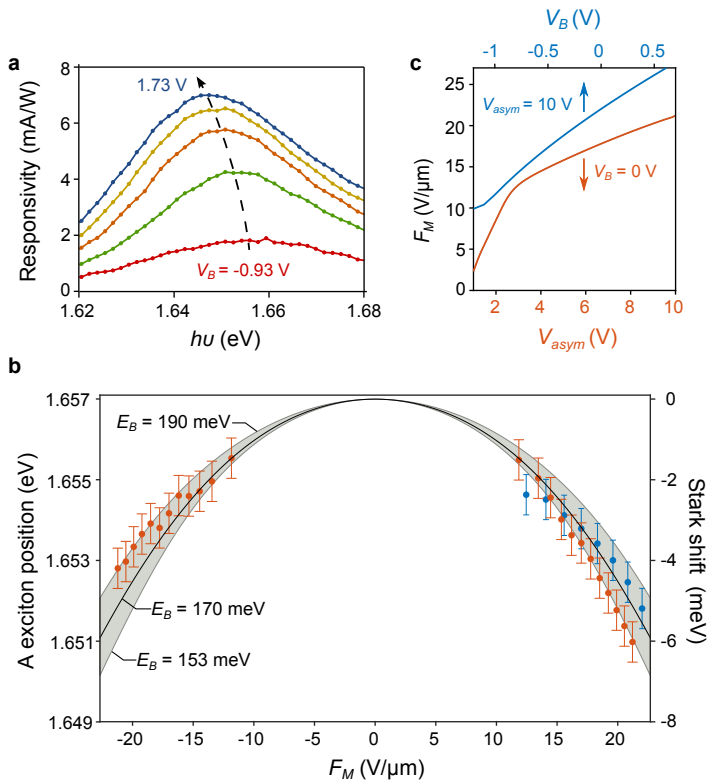 a
Responsivity (mA/W)
8
6
4
2
0
1.73 V
V_B = -0.93 V
1.62
1.64
1.66
1.68
hυ (eV)
c
V_B (V)
-1
-0.5
0
0.5
F_M (V/μm)
25
20
15
10
5
0
V_asym = 10 V
V_B = 0 V
2
4
6
8
10
V_asym (V)
b
A exciton position (eV)
1.657
1.655
1.653
1.651
1.649
E_B = 190 meV
E_B = 170 meV
E_B = 153 meV
0
-2
-4
-6
-8
Stark shift (meV)
-20
-15
-10
-5
0
5
10
15
20
F_M (V/μm)